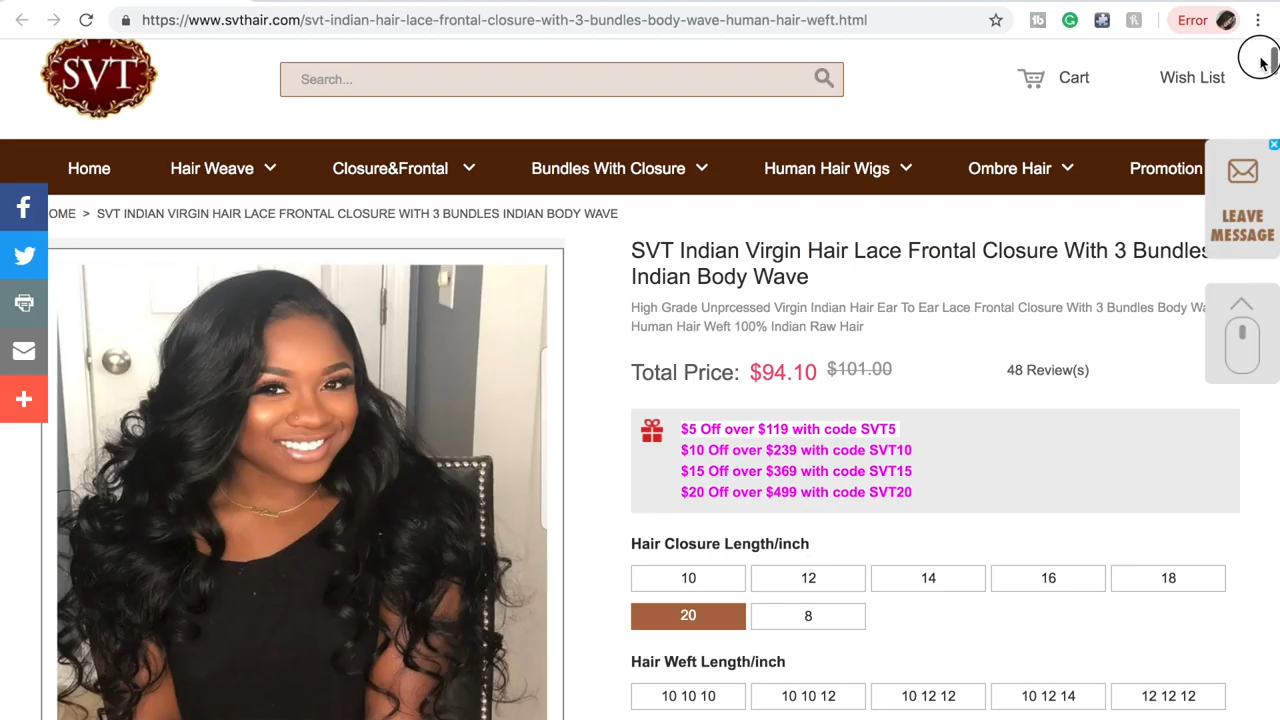 https://www.svthair.com/svt-indian-hair-lace-frontal-closure-with-3-bundles-body-wave-human-hair-weft.html
Error
SVT
Search...
Cart
Wish List
Home
Hair Weave
Closure&Frontal
Bundles With Closure
Human Hair Wigs
Ombre Hair
Promotion
LEAVE
MESSAGE
OME > SVT INDIAN VIRGIN HAIR LACE FRONTAL CLOSURE WITH 3 BUNDLES INDIAN BODY WAVE
SVT Indian Virgin Hair Lace Frontal Closure With 3 Bundles
Indian Body Wave
High Grade Unprcessed Virgin Indian Hair Ear To Ear Lace Frontal Closure With 3 Bundles Body Wa
Human Hair Weft 100% Indian Raw Hair
Total Price: $94.10 $101.00 48 Review(s)
$5 Off over $119 with code SVT5
$10 Off over $239 with code SVT10
$15 Off over $369 with code SVT15
$20 Off over $499 with code SVT20
Hair Closure Length/inch
10 12 14 16 18
20 8
Hair Weft Length/inch
10 10 10 10 10 12 10 12 12 10 12 14 12 12 12